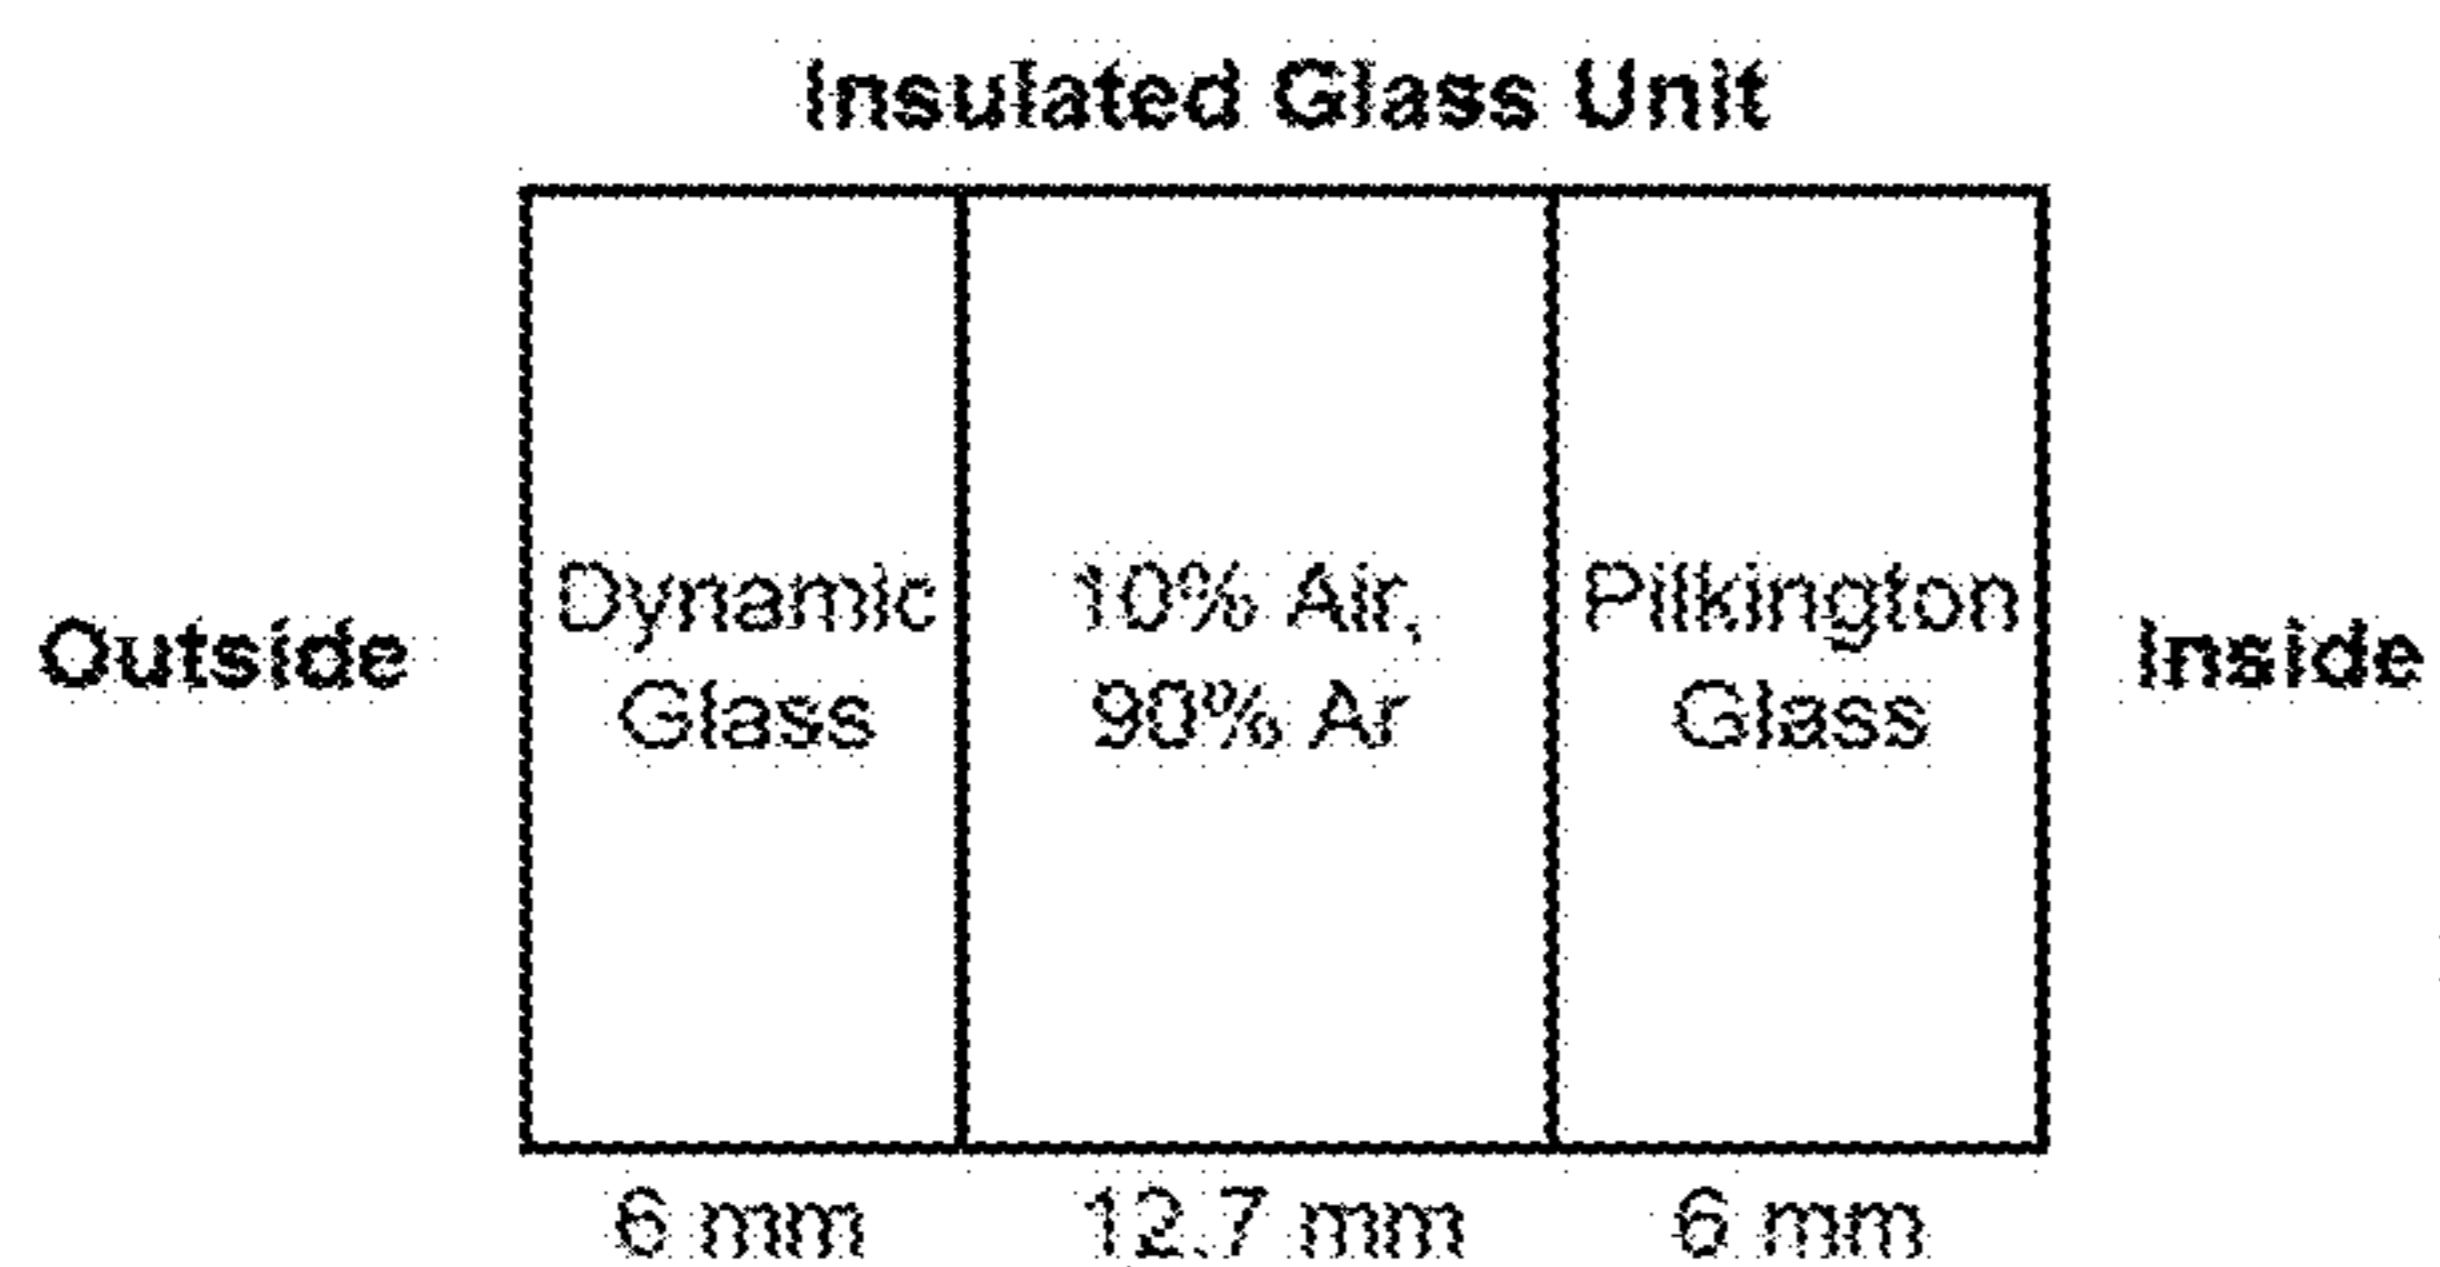 Insulated Glass Unit
Outside
Dynamic
Glass
10% Air,
90% Ar
Pilkington
Glass
Inside
6 mm
12.7 mm
6 mm